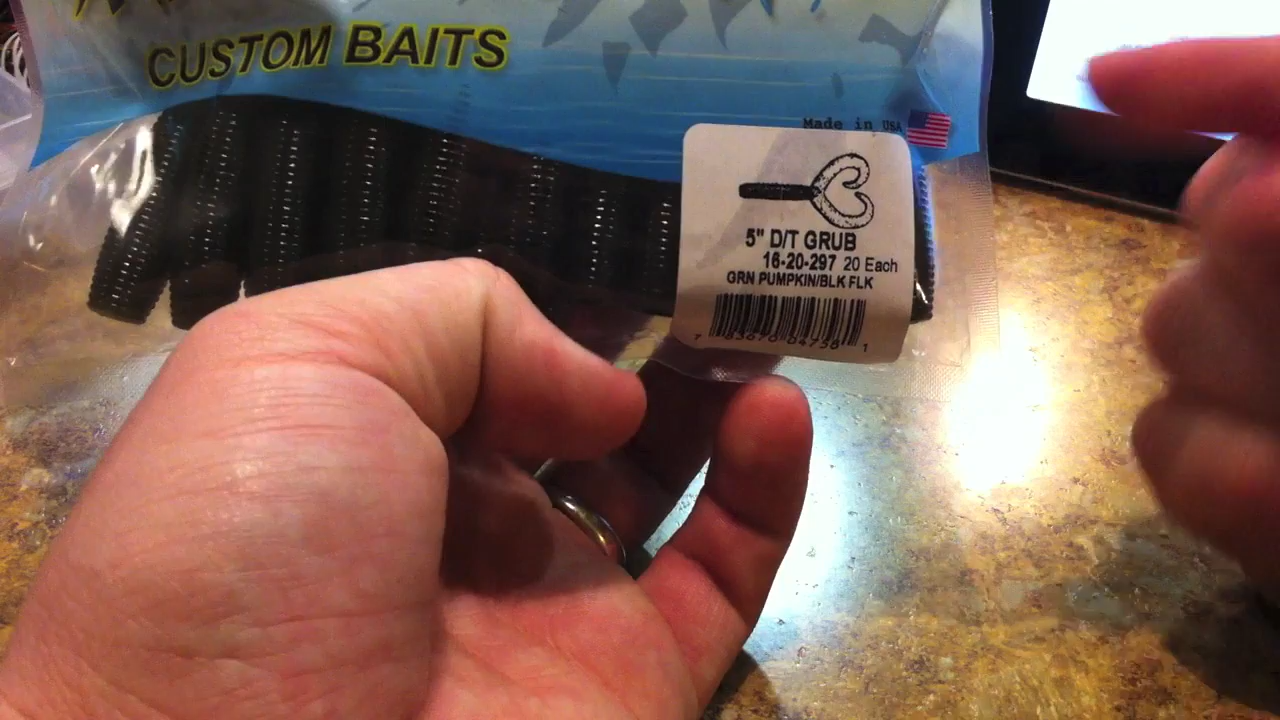 CUSTOM BAITS
Made in USA
5" D/T GRUB
16-20-297 20 Each
GRN PUMPKIN/BLK FLK